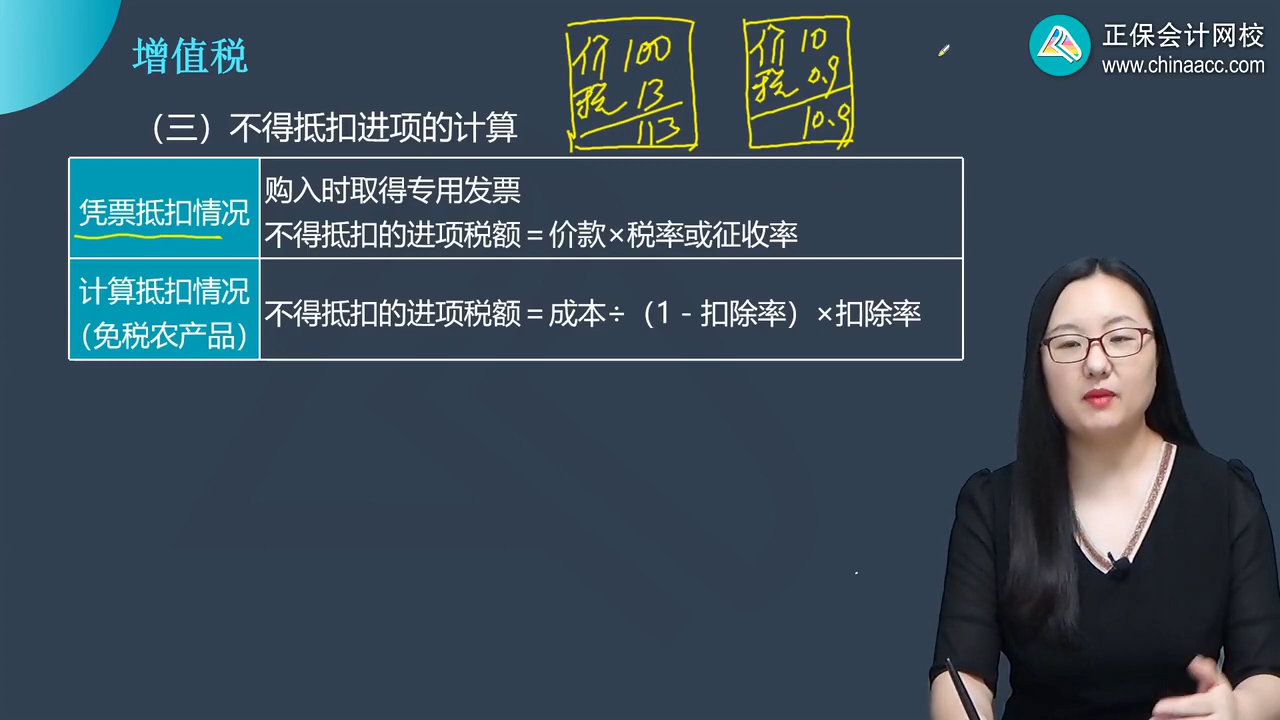 增值税
价 100
税 13
113
价 10
税 0.9
10.9
正保会计网校
www.chinaacc.com
（三）不得抵扣进项的计算
凭票抵扣情况
购入时取得专用发票
不得抵扣的进项税额＝价款×税率或征收率
计算抵扣情况
（免税农产品）
不得抵扣的进项税额＝成本÷（1－扣除率）×扣除率